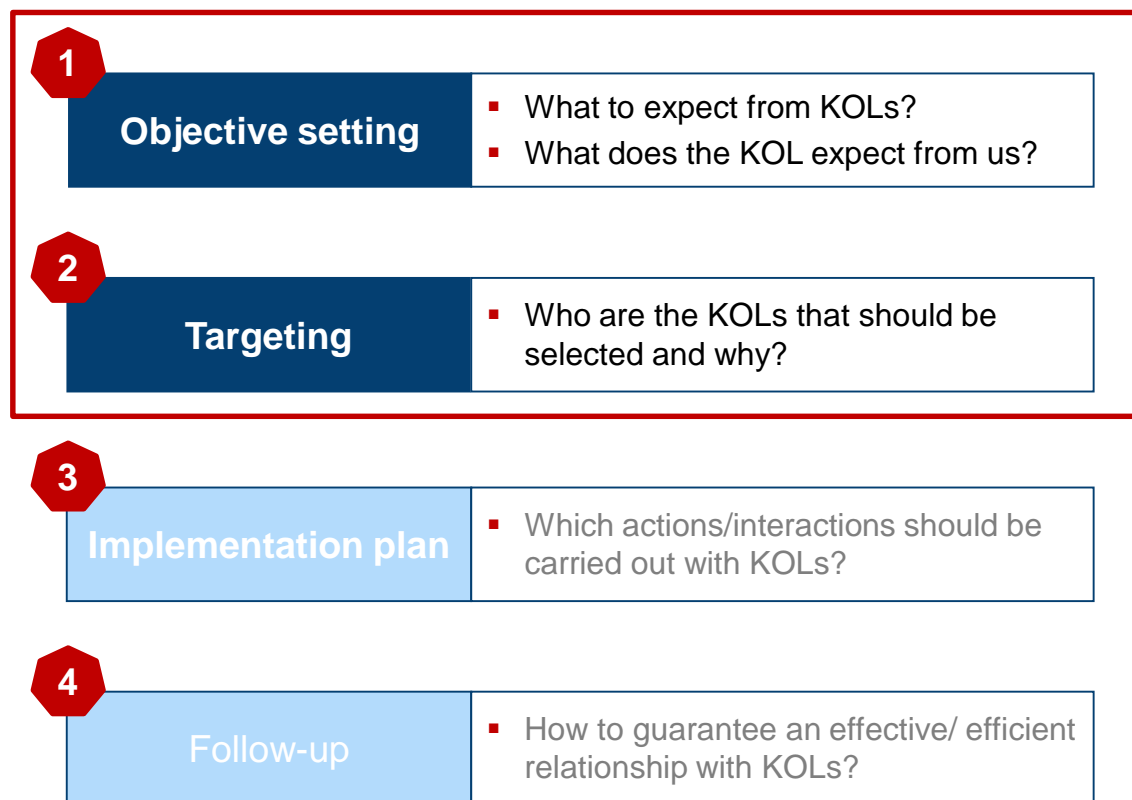 1
Objective setting
▪ What to expect from KOLs?
▪ What does the KOL expect from us?
2
Targeting
▪ Who are the KOLs that should be
selected and why?
3
Implementation plan
▪ Which actions/interactions should be
carried out with KOLs?
4
Follow-up
▪ How to guarantee an effective/ efficient
relationship with KOLs?